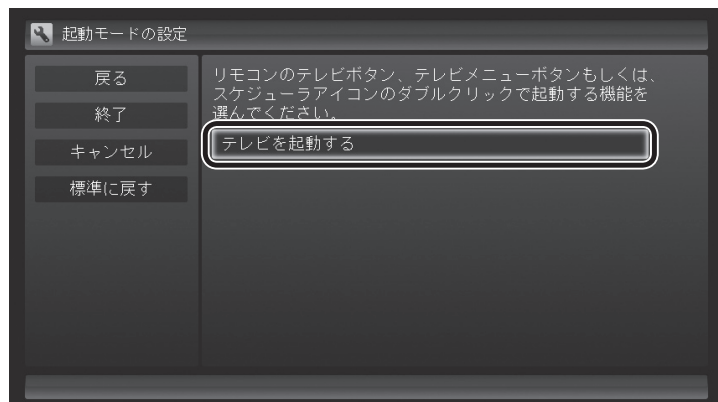 起動モードの設定
戻る
終了
キャンセル
標準に戻す
リモコンのテレビボタン、テレビメニューボタンもしくは、
スケジューラアイコンのダブルクリックで起動する機能を
選んでください。
テレビを起動する